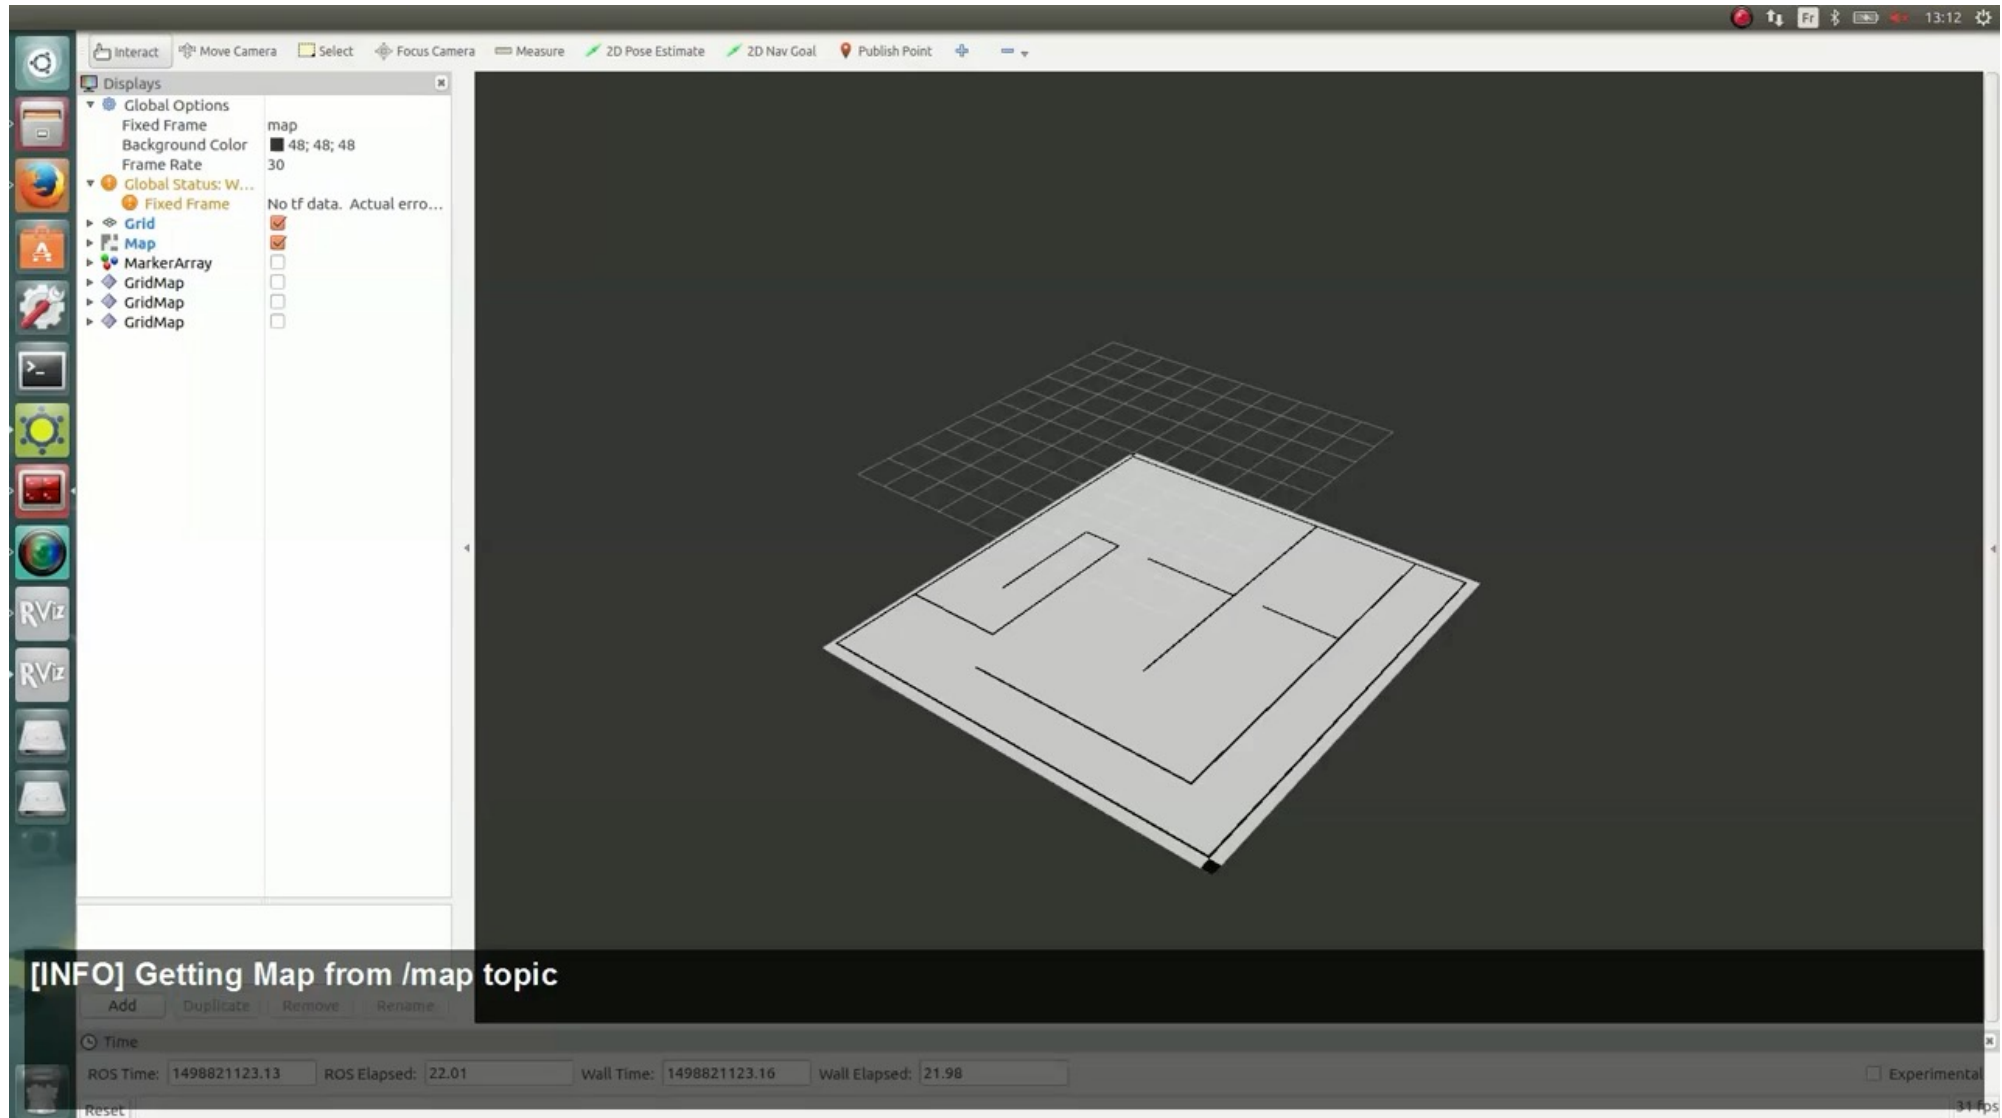 Fr 13:12
Interact Move Camera Select Focus Camera Measure 2D Pose Estimate 2D Nav Goal Publish Point
Displays
Global Options
Fixed Frame map
Background Color 48; 48; 48
Frame Rate 30
Global Status: W...
Fixed Frame No tf data. Actual erro...
Grid
Map
MarkerArray
GridMap
GridMap
GridMap
RViz
RViz
[INFO] Getting Map from /map topic
Add Duplicate Remove Rename
Time
ROS Time: 1498821123.13 ROS Elapsed: 22.01 Wall Time: 1498821123.16 Wall Elapsed: 21.98 Experimental
Reset 31 fps